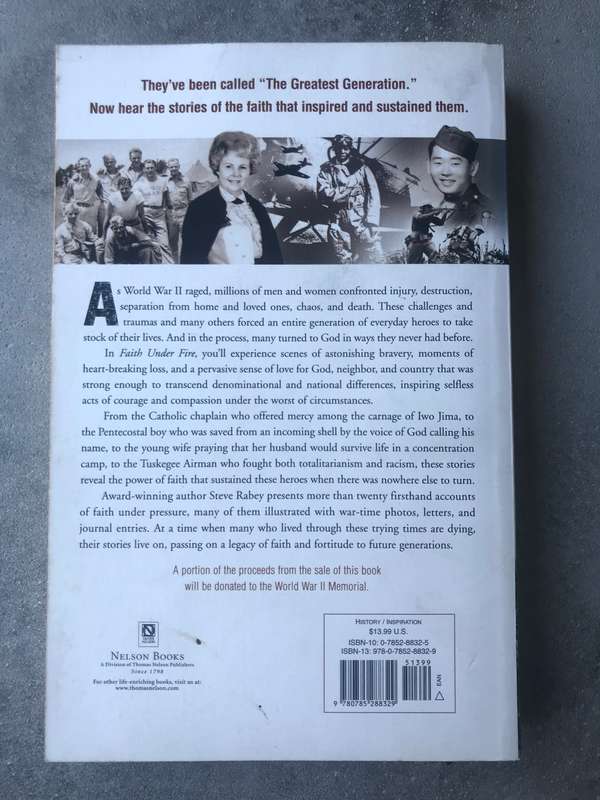 They've been called "The Greatest Generation."
Now hear the stories of the faith that inspired and sustained them.
As World War II raged, millions of men and women confronted injury, destruction,
separation from home and loved ones, chaos, and death. These challenges and
traumas and many others forced an entire generation of everyday heroes to take
stock of their lives. And in the process, many turned to God in ways they never had before.
In Faith Under Fire, you'll experience scenes of astonishing bravery, moments of
heart-breaking loss, and a pervasive sense of love for God, neighbor, and country that was
strong enough to transcend denominational and national differences, inspiring selfless
acts of courage and compassion under the worst of circumstances.
From the Catholic chaplain who offered mercy among the carnage of Iwo Jima, to
the Pentecostal boy who was saved from an incoming shell by the voice of God calling his
name, to the young wife praying that her husband would survive life in a concentration
camp, to the Tuskegee Airman who fought both totalitarianism and racism, these stories
reveal the power of faith that sustained these heroes when there was nowhere else to turn.
Award-winning author Steve Rabey presents more than twenty firsthand accounts
of faith under pressure, many of them illustrated with war-time photos, letters, and
journal entries. At a time when many who lived through these trying times are dying,
their stories live on, passing on a legacy of faith and fortitude to future generations.
A portion of the proceeds from the sale of this book
will be donated to the World War II Memorial.
NELSON BOOKS
A Division of Thomas Nelson Publishers
Since 1798
For other life-enriching books, visit us at:
www.thomasnelson.com
HISTORY / INSPIRATION
$13.99 U.S.
ISBN-10: 0-7852-8832-5
ISBN-13: 978-0-7852-8832-9
51399
EAN
9 780785 288329